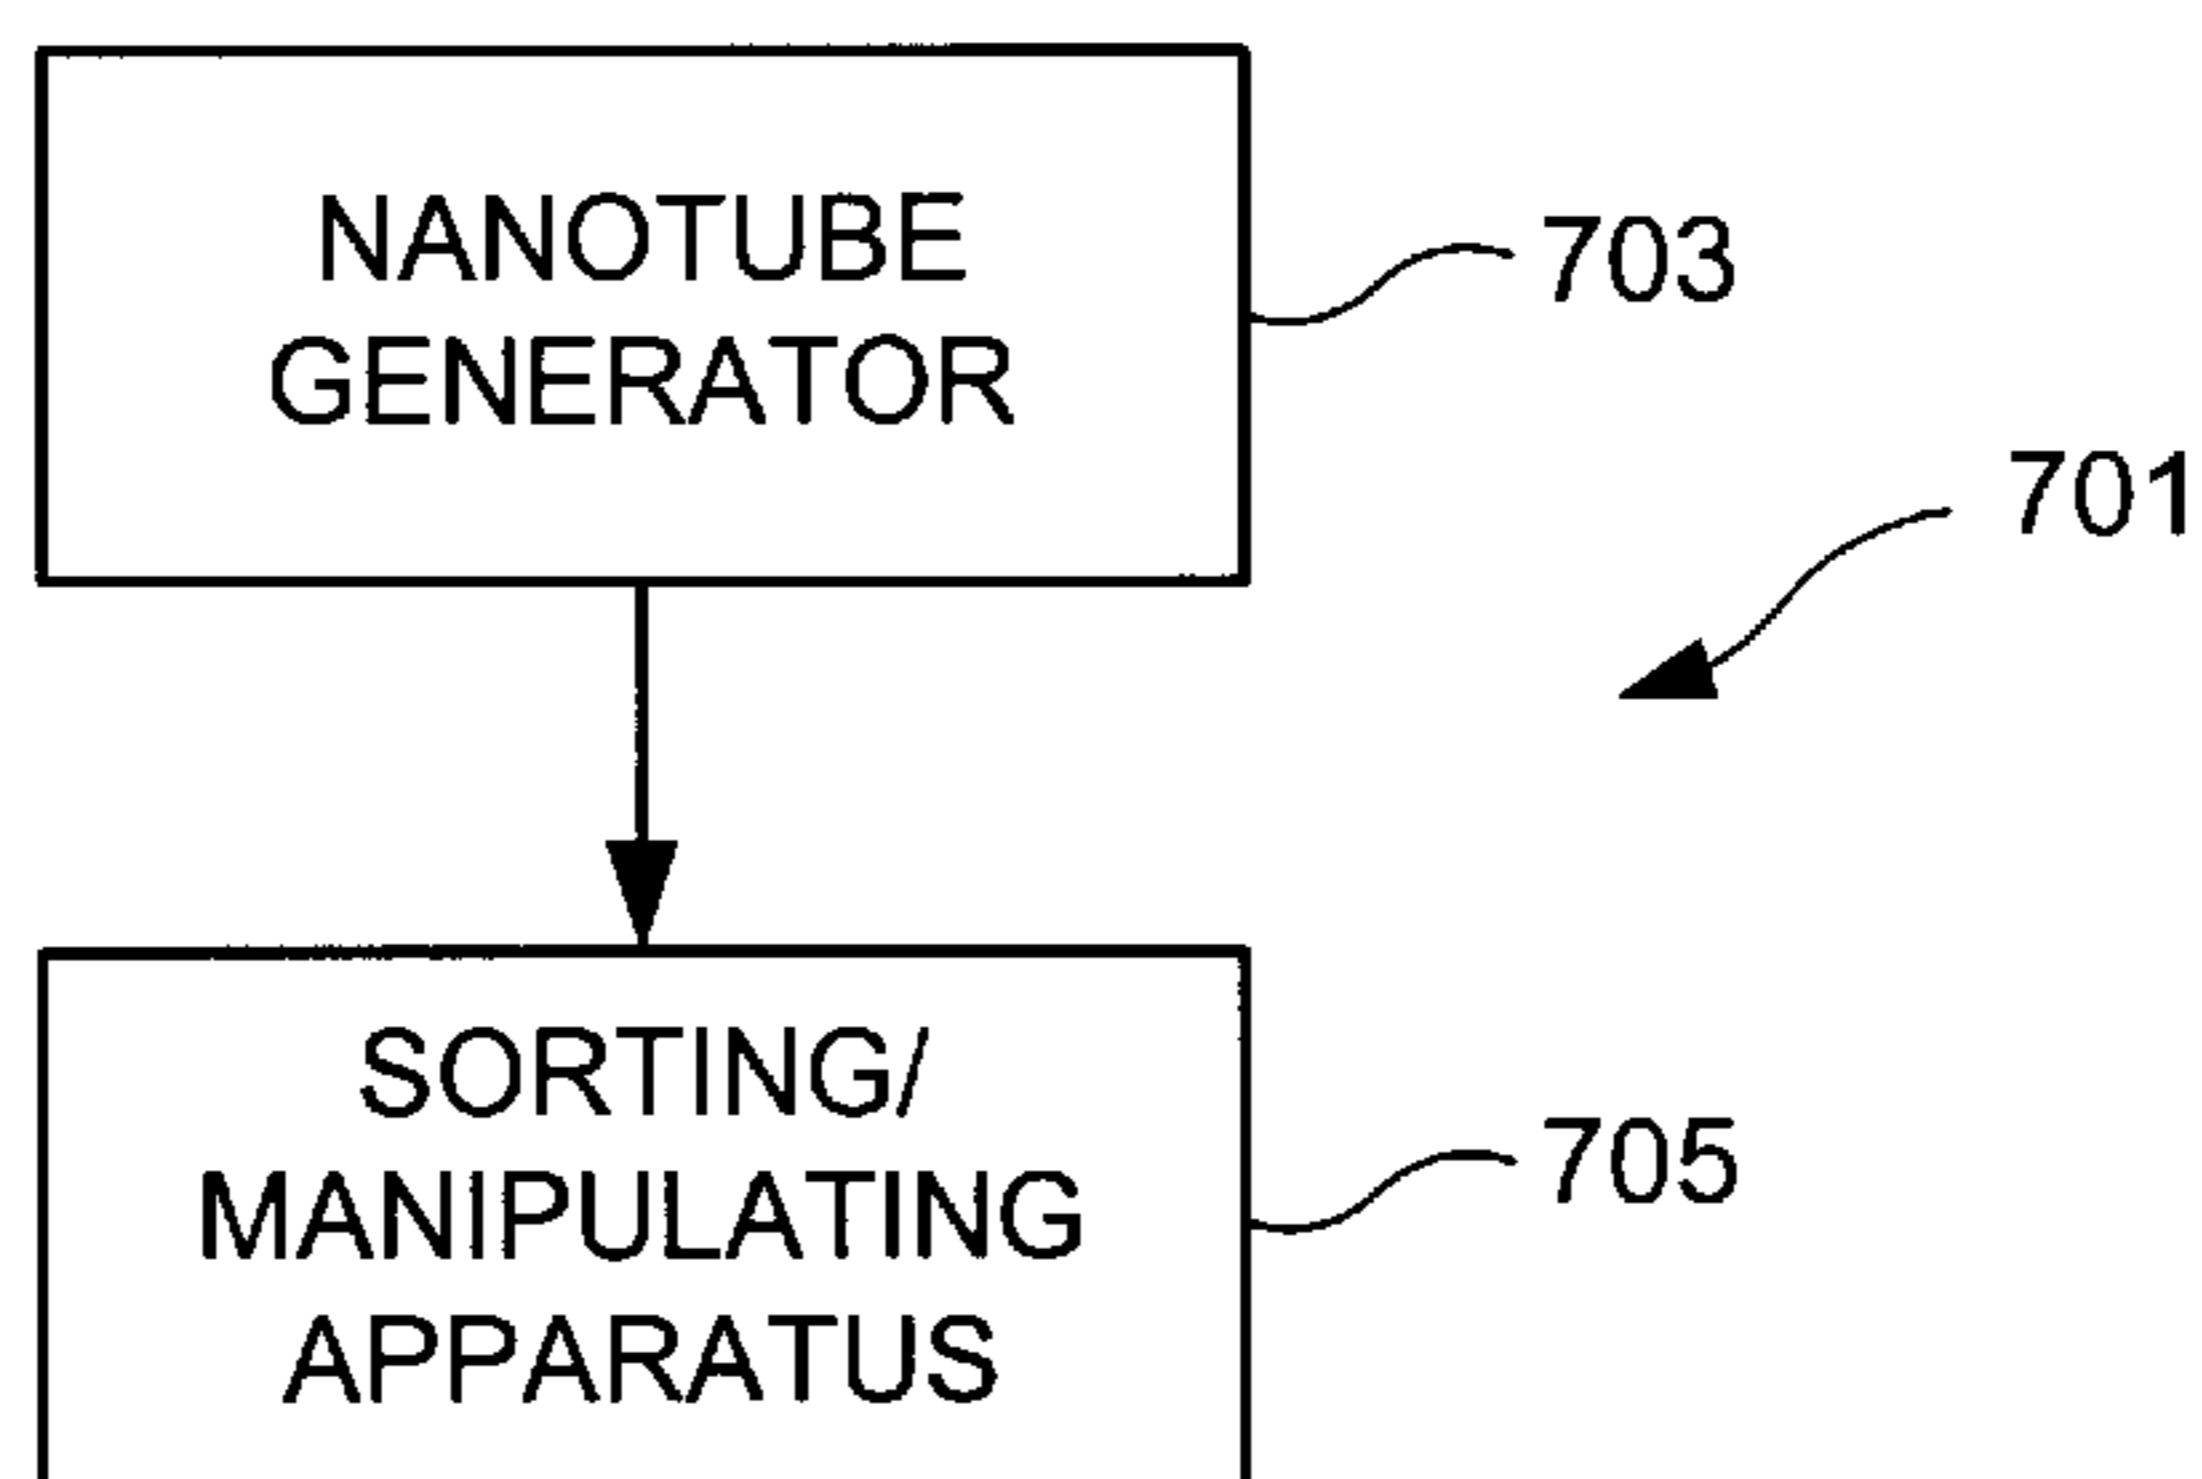 NANOTUBE
GENERATOR
703
701
SORTING/
MANIPULATING
APPARATUS
705